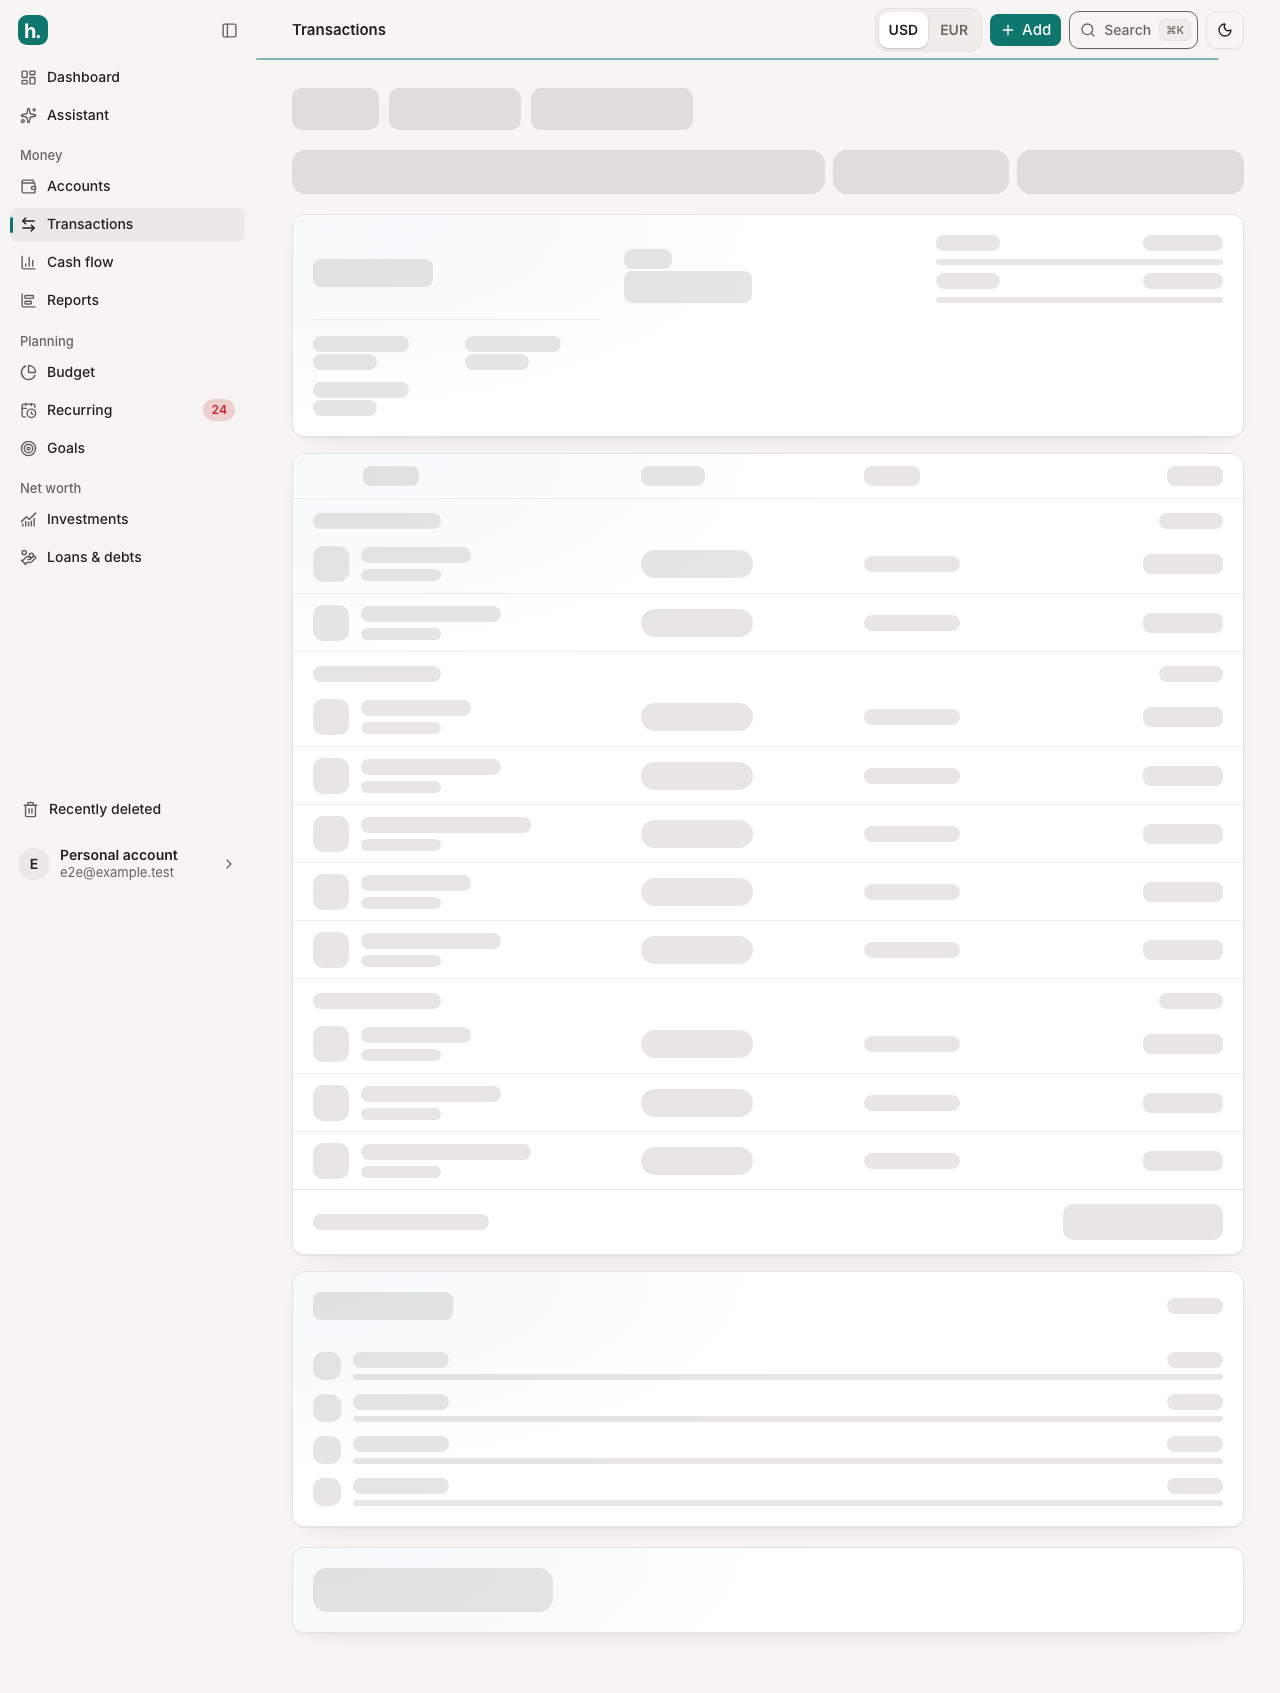 h.
Transactions
USD
EUR
Add
Search
⌘K
Dashboard
Assistant
Money
Accounts
Transactions
Cash flow
Reports
Planning
Budget
Recurring
24
Goals
Net worth
Investments
Loans & debts
Recently deleted
E
Personal account
e2e@example.test